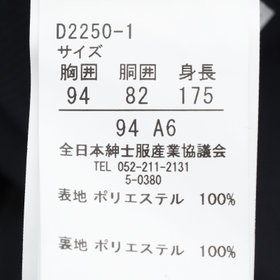 D2250-1
サイズ
胸囲 胴囲 身長
94 82 175
94 A6
全日本紳士服産業協議会
TEL 052-211-2131
5-0380
表地 ポリエステル 100%
裏地 ポリエステル 100%